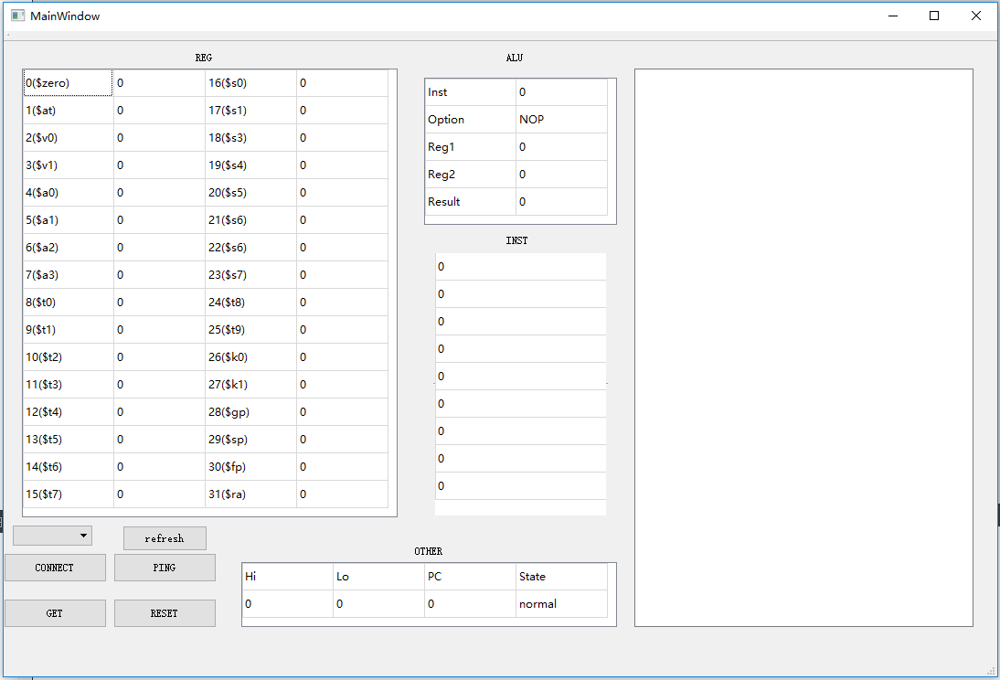 MainWindow
REG
0($zero) 0 16($s0) 0
1($at) 0 17($s1) 0
2($v0) 0 18($s3) 0
3($v1) 0 19($s4) 0
4($a0) 0 20($s5) 0
5($a1) 0 21($s6) 0
6($a2) 0 22($s6) 0
7($a3) 0 23($s7) 0
8($t0) 0 24($t8) 0
9($t1) 0 25($t9) 0
10($t2) 0 26($k0) 0
11($t3) 0 27($k1) 0
12($t4) 0 28($gp) 0
13($t5) 0 29($sp) 0
14($t6) 0 30($fp) 0
15($t7) 0 31($ra) 0
ALU
Inst 0
Option NOP
Reg1 0
Reg2 0
Result 0
INST
0
0
0
0
0
0
0
0
0
refresh
CONNECT PING
GET RESET
OTHER
Hi Lo PC State
0 0 0 normal